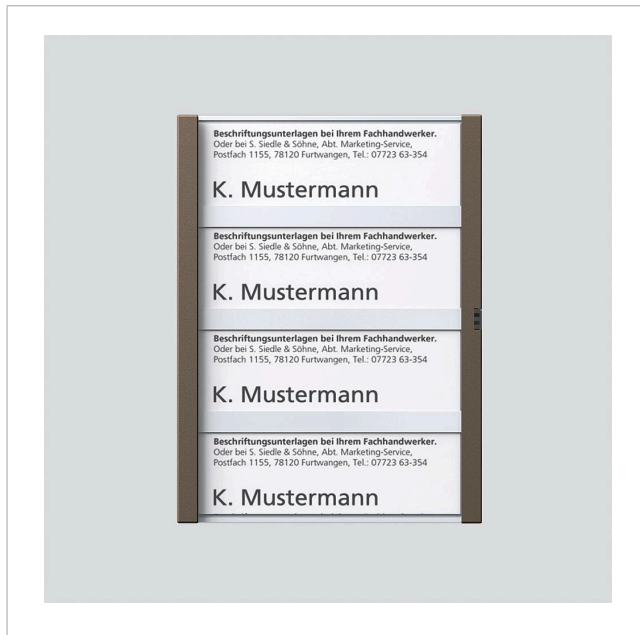 Beschriftungsunterlagen bei Ihrem Fachhandwerker.
Oder bei S. Siedle & Söhne, Abt. Marketing-Service,
Postfach 1155, 78120 Furtwangen, Tel.: 07723 63-354
K. Mustermann
Beschriftungsunterlagen bei Ihrem Fachhandwerker.
Oder bei S. Siedle & Söhne, Abt. Marketing-Service,
Postfach 1155, 78120 Furtwangen, Tel.: 07723 63-354
K. Mustermann
Beschriftungsunterlagen bei Ihrem Fachhandwerker.
Oder bei S. Siedle & Söhne, Abt. Marketing-Service,
Postfach 1155, 78120 Furtwangen, Tel.: 07723 63-354
K. Mustermann
Beschriftungsunterlagen bei Ihrem Fachhandwerker.
Oder bei S. Siedle & Söhne, Abt. Marketing-Service,
Postfach 1155, 78120 Furtwangen, Tel.: 07723 63-354
K. Mustermann